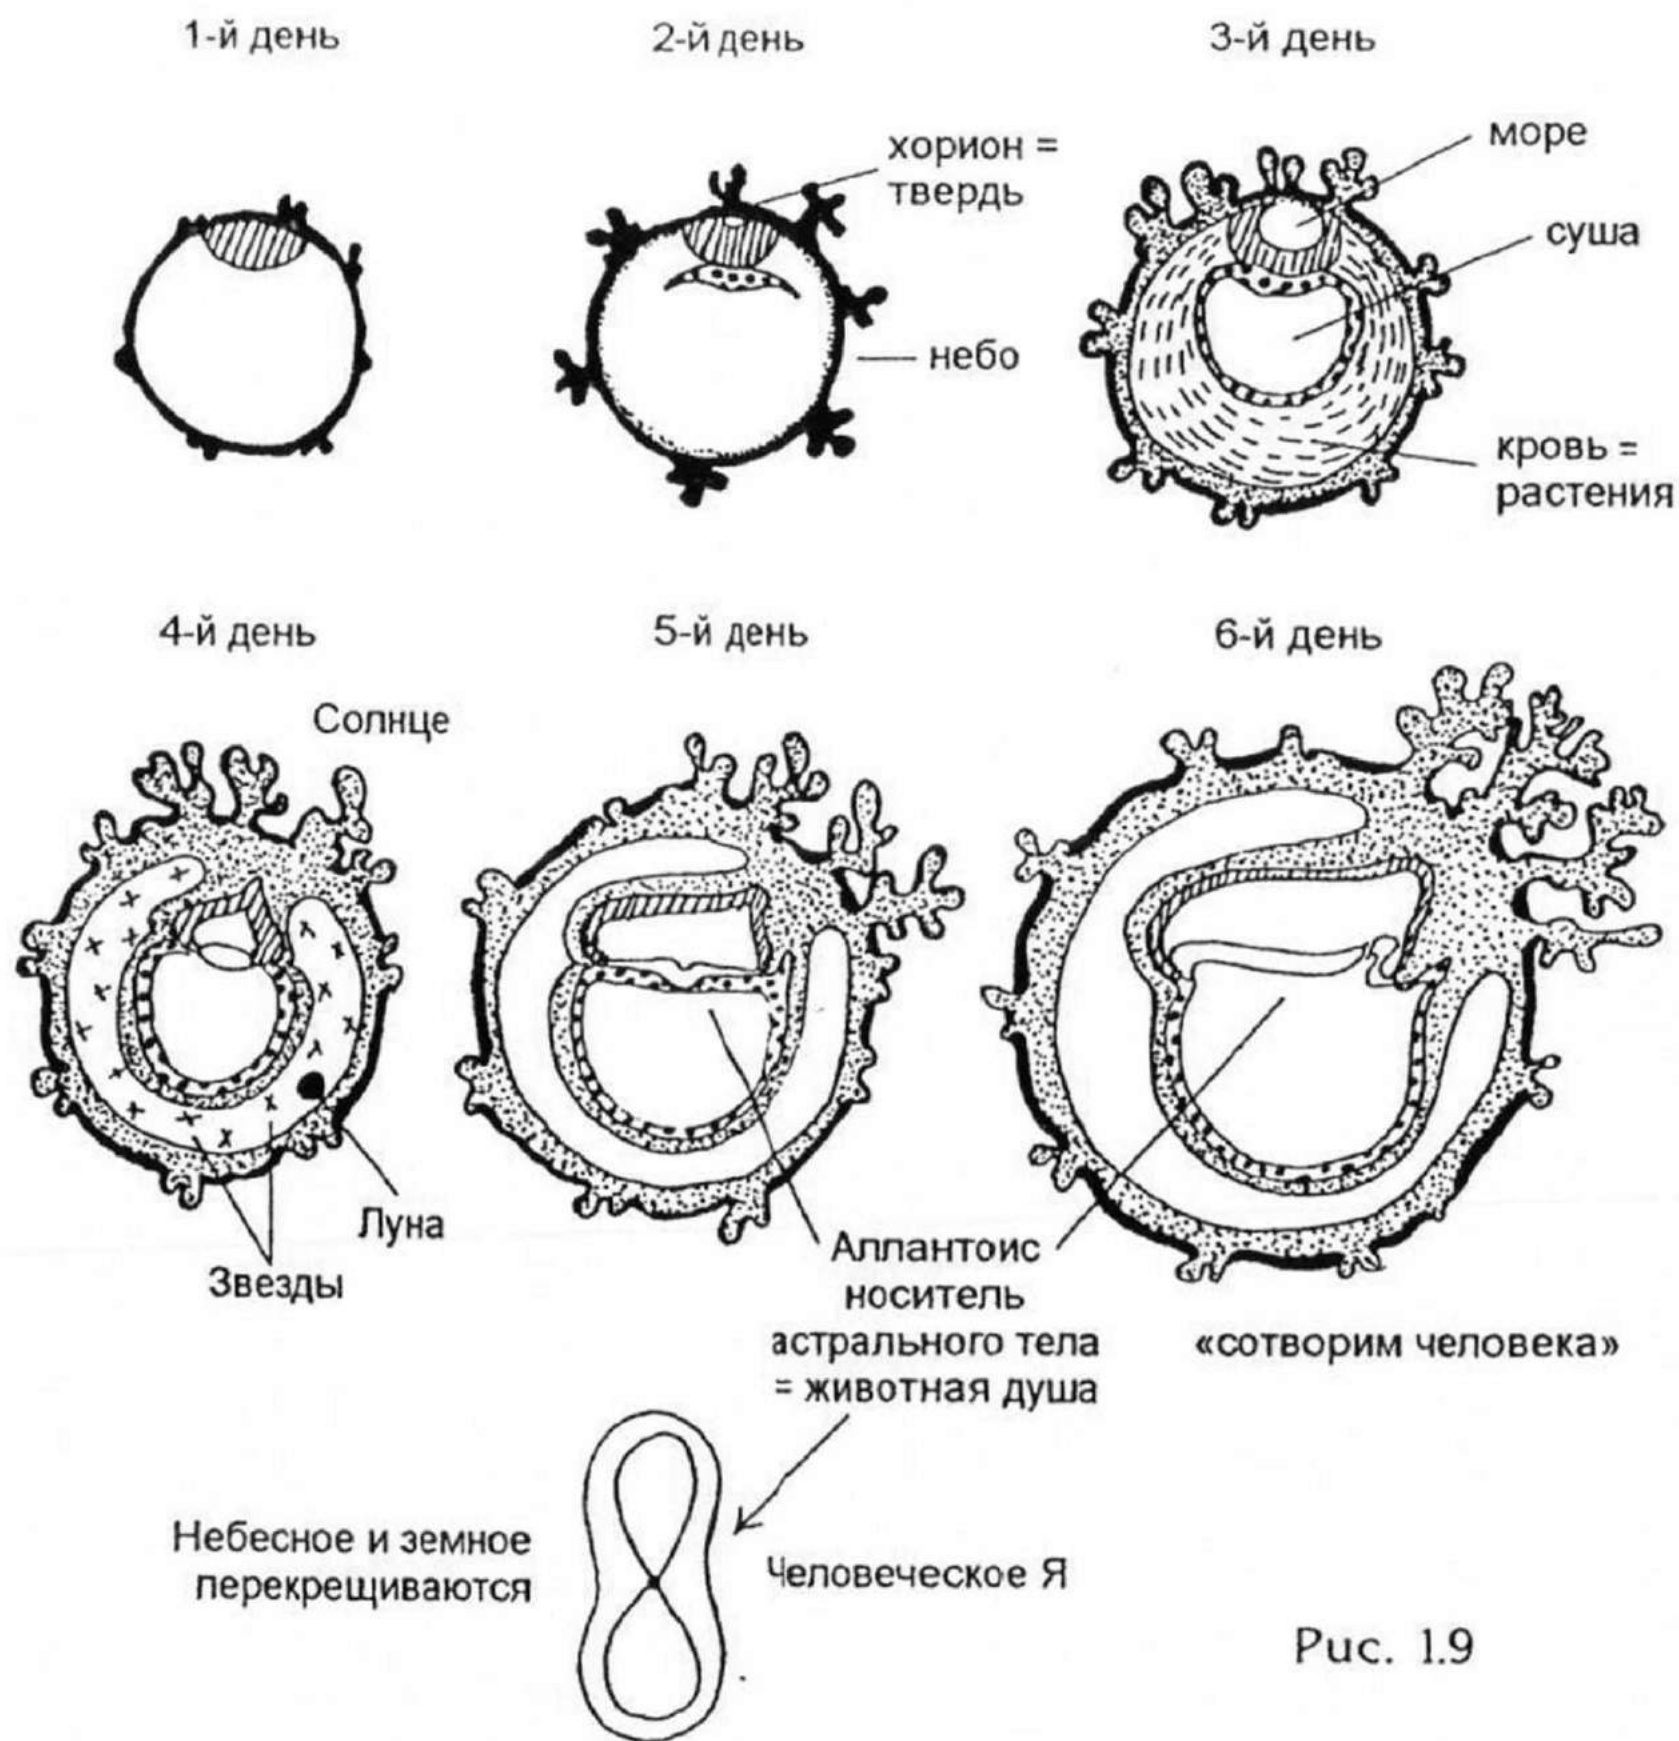 1-й день
2-й день
3-й день
хорион =
твердь
небо
море
суша
кровь =
растения
4-й день
5-й день
6-й день
Солнце
Луна
Звезды
Аллантоис
носитель
астрального тела
= животная душа
«сотворим человека»
Небесное и земное
перекрещиваются
Человеческое Я
Рис. 1.9